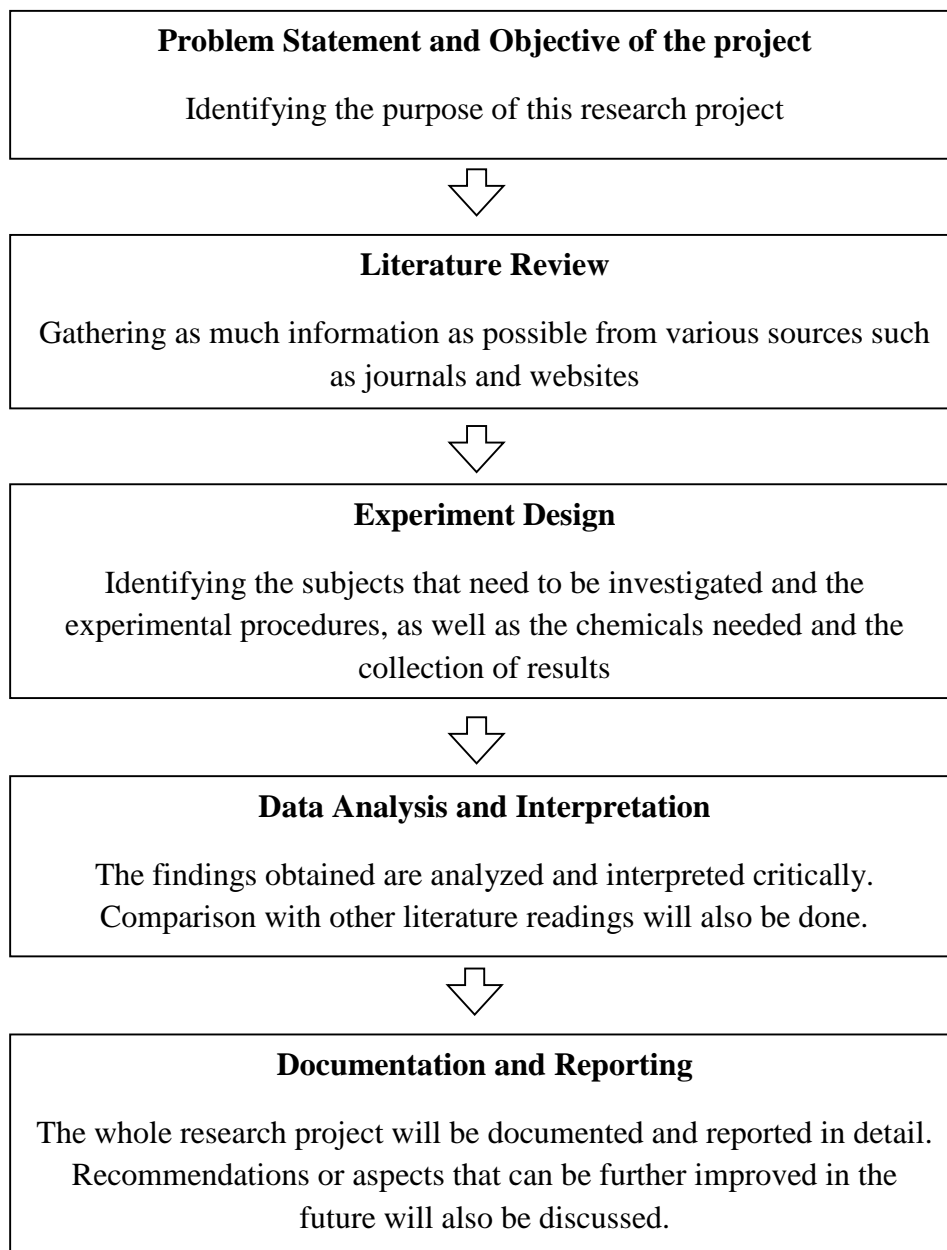 Problem Statement and Objective of the project
Identifying the purpose of this research project
Literature Review
Gathering as much information as possible from various sources such
as journals and websites
Experiment Design
Identifying the subjects that need to be investigated and the
experimental procedures, as well as the chemicals needed and the
collection of results
Data Analysis and Interpretation
The findings obtained are analyzed and interpreted critically.
Comparison with other literature readings will also be done.
Documentation and Reporting
The whole research project will be documented and reported in detail.
Recommendations or aspects that can be further improved in the
future will also be discussed.